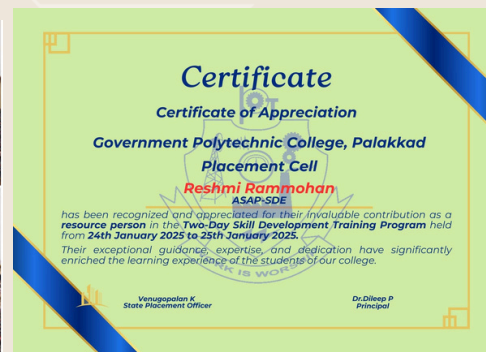 Certificate
Certificate of Appreciation
Government Polytechnic College, Palakkad
Placement Cell
Reshmi Rammohan
ASAP-SDE
has been recognized and appreciated for their invaluable contribution as a
resource person in the Two-Day Skill Development Training Program held
from 24th January 2025 to 25th January 2025.
Their exceptional guidance, expertise, and dedication have significantly
enriched the learning experience of the students of our college.
WORK IS WORSHIP
Venugopalan K
State Placement Officer
Dr.Dileep P
Principal